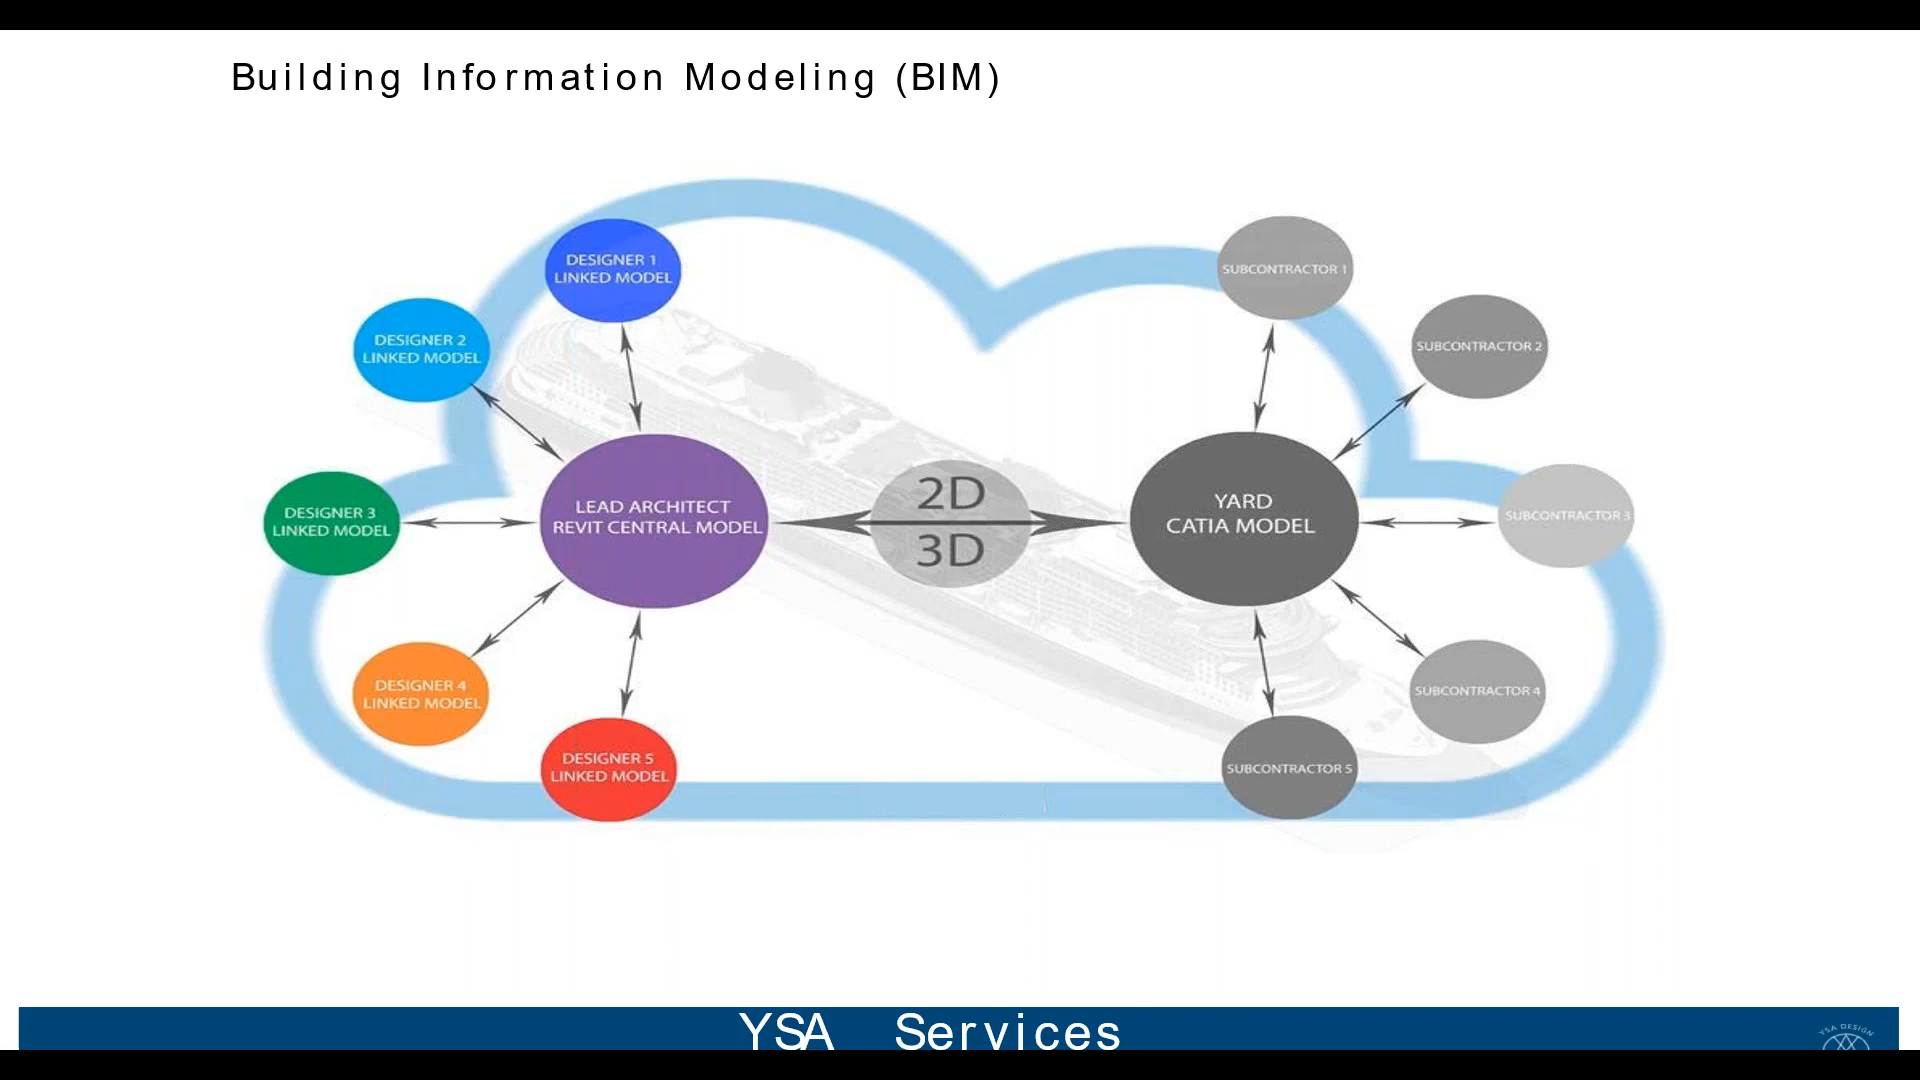 Building Information Modeling (BIM)
DESIGNER 1
LINKED MODEL
DESIGNER 2
LINKED MODEL
DESIGNER 3
LINKED MODEL
DESIGNER 4
LINKED MODEL
DESIGNER 5
LINKED MODEL
LEAD ARCHITECT
REVIT CENTRAL MODEL
2D
3D
YARD
CATIA MODEL
SUBCONTRACTOR 1
SUBCONTRACTOR 2
SUBCONTRACTOR 3
SUBCONTRACTOR 4
SUBCONTRACTOR 5
YSA Services
YSA DESIGN